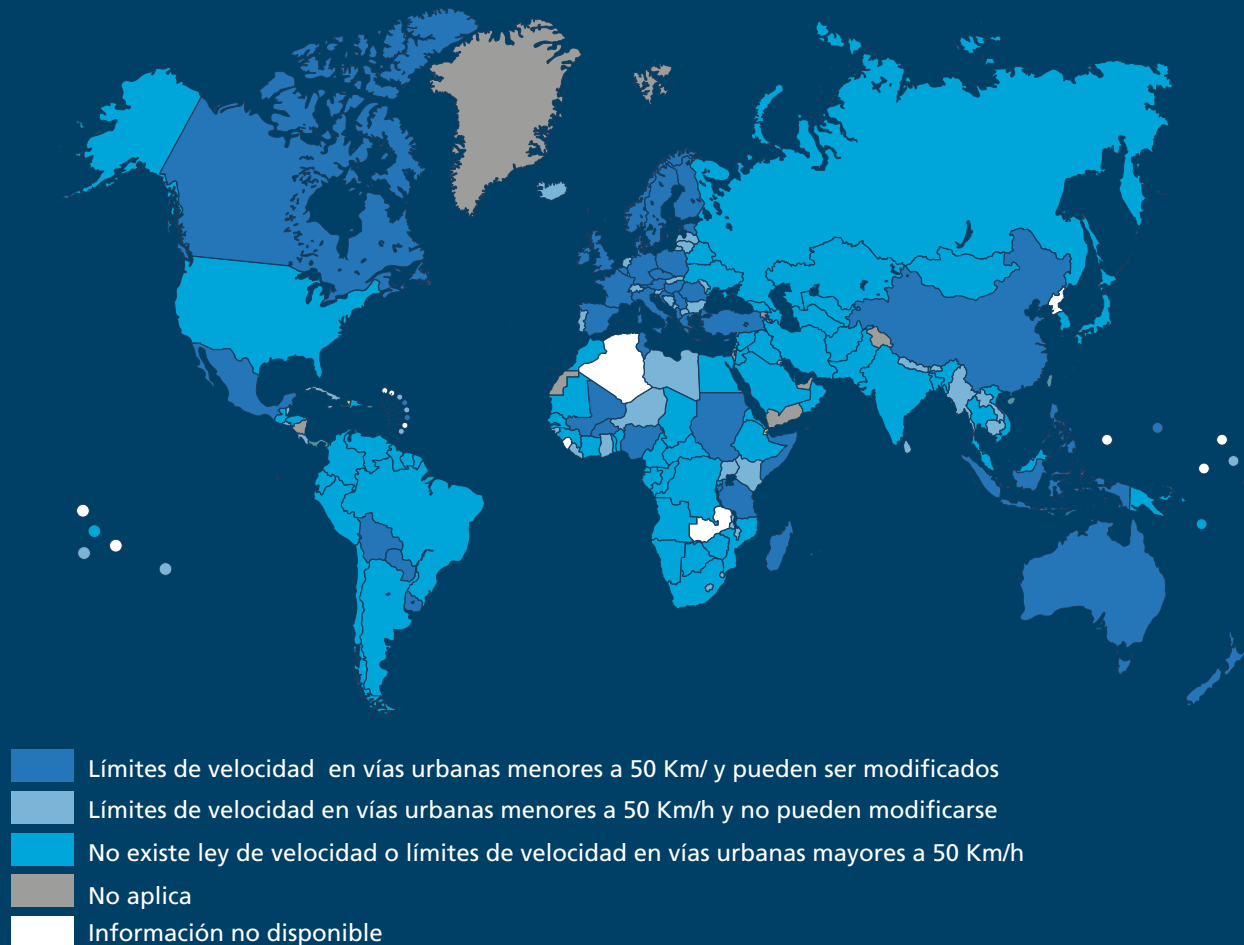 Límites de velocidad en vías urbanas menores a 50 Km/ y pueden ser modificados
Límites de velocidad en vías urbanas menores a 50 Km/h y no pueden modificarse
No existe ley de velocidad o límites de velocidad en vías urbanas mayores a 50 Km/h
No aplica
Información no disponible